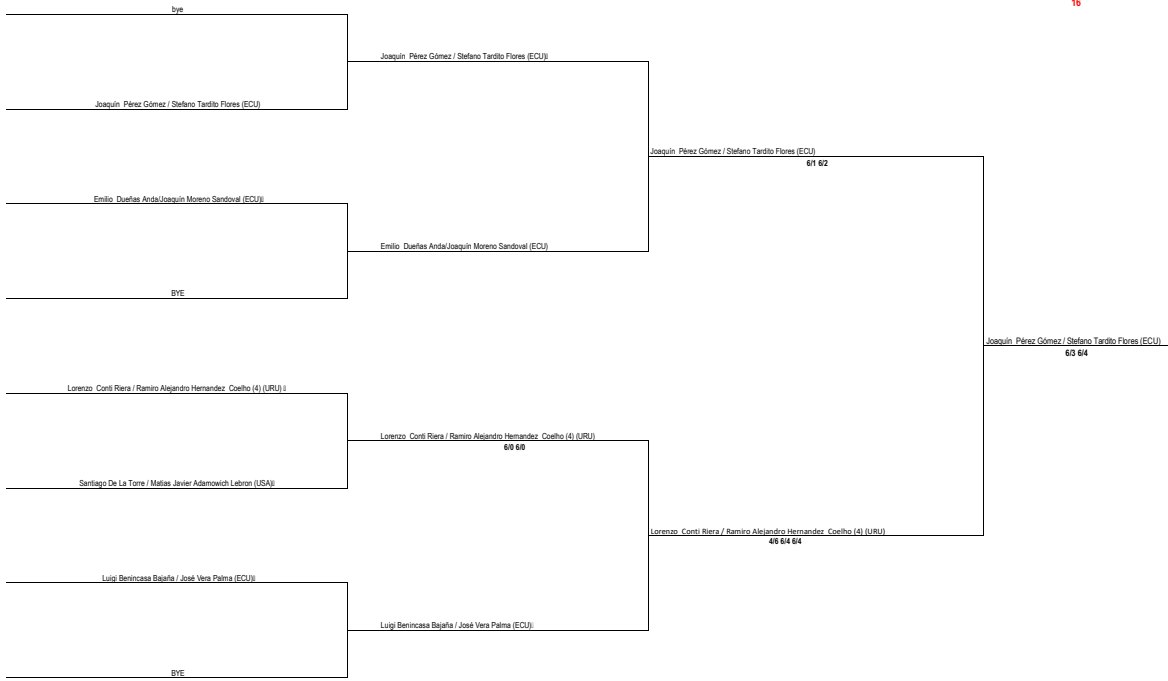 16
bye
Joaquín Pérez Gómez / Stefano Tardito Flores (ECU)
Joaquín Pérez Gómez / Stefano Tardito Flores (ECU)
Joaquín Pérez Gómez / Stefano Tardito Flores (ECU)
6/1 6/2
Emilio Dueñas Anda/Joaquín Moreno Sandoval (ECU)
Emilio Dueñas Anda/Joaquín Moreno Sandoval (ECU)
BYE
Joaquín Pérez Gómez / Stefano Tardito Flores (ECU)
6/3 6/4
Lorenzo Conti Riera / Ramiro Alejandro Hernandez Coelho (4) (URU)
Lorenzo Conti Riera / Ramiro Alejandro Hernandez Coelho (4) (URU)
6/0 6/0
Santiago De La Torre / Matias Javier Adamowich Lebron (USA)
Lorenzo Conti Riera / Ramiro Alejandro Hernandez Coelho (4) (URU)
4/6 6/4 6/4
Luigi Benincasa Bajaña / José Vera Palma (ECU)
Luigi Benincasa Bajaña / José Vera Palma (ECU)
BYE